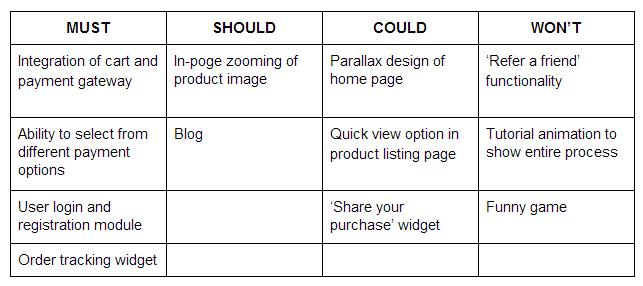 MUST SHOULD COULD WON'T
Integration of cart and In-poge zooming of Parallax design of ‘Refer a friend’
payment gateway product image home page functionality
Ability to select from Blog Quick view option in Tutorial animation to
different payment product listing page show entire process
options
User login and ‘Share your Funny game
registration module purchase’ widget
Order tracking widget